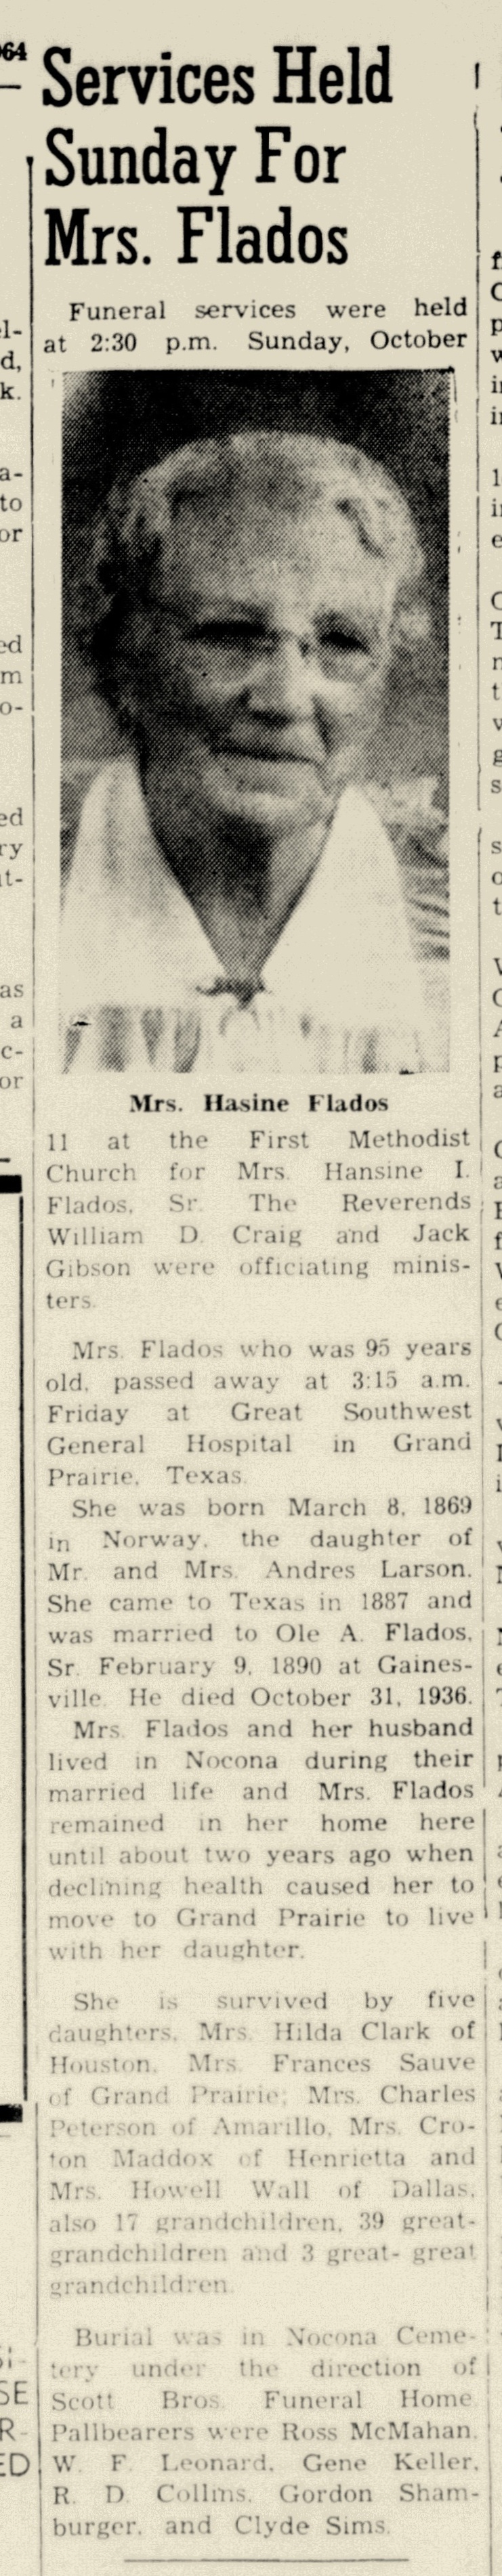 964
Services Held
Sunday For
Mrs. Flados
Funeral services were held
at 2:30 p.m. Sunday, October
Mrs. Hasine Flados
11 at the First Methodist
Church for Mrs. Hansine I.
Flados, Sr. The Reverends
William D. Craig and Jack
Gibson were officiating minis-
ters.
Mrs. Flados who was 95 years
old, passed away at 3:15 a.m.
Friday at Great Southwest
General Hospital in Grand
Prairie, Texas.
She was born March 8, 1869
in Norway, the daughter of
Mr. and Mrs. Andres Larson.
She came to Texas in 1887 and
was married to Ole A. Flados,
Sr. February 9, 1890 at Gaines-
ville. He died October 31, 1936.
Mrs. Flados and her husband
lived in Nocona during their
married life and Mrs. Flados
remained in her home here
until about two years ago when
declining health caused her to
move to Grand Prairie to live
with her daughter.
She is survived by five
daughters, Mrs. Hilda Clark of
Houston, Mrs. Frances Sauve
of Grand Prairie; Mrs. Charles
Peterson of Amarillo, Mrs. Cro-
ton Maddox of Henrietta and
Mrs. Howell Wall of Dallas,
also 17 grandchildren, 39 great-
grandchildren and 3 great- great
grandchildren.
Burial was in Nocona Ceme-
tery under the direction of
Scott Bros. Funeral Home.
Pallbearers were Ross McMahan,
W. F. Leonard, Gene Keller,
R. D. Collins, Gordon Sham-
burger, and Clyde Sims.